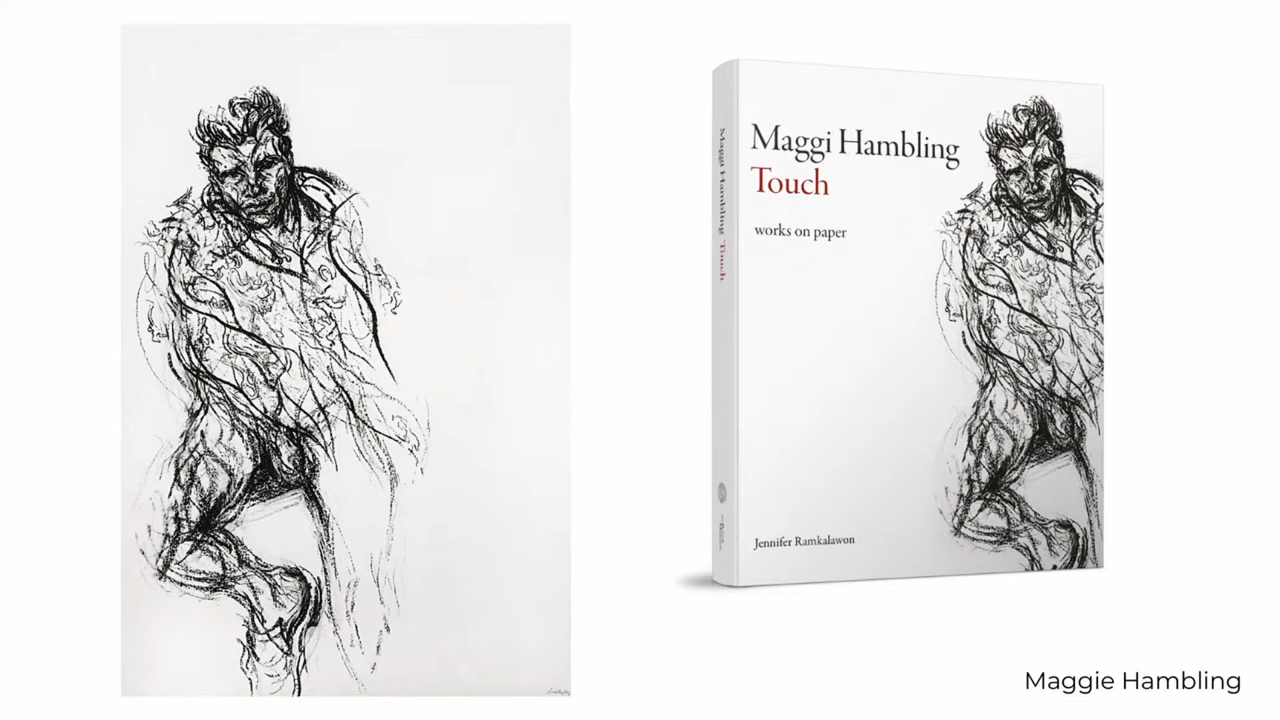 Maggi Hambling
Touch
works on paper
Jennifer Ramkalawon
Maggi Hambling Touch
Maggie Hambling